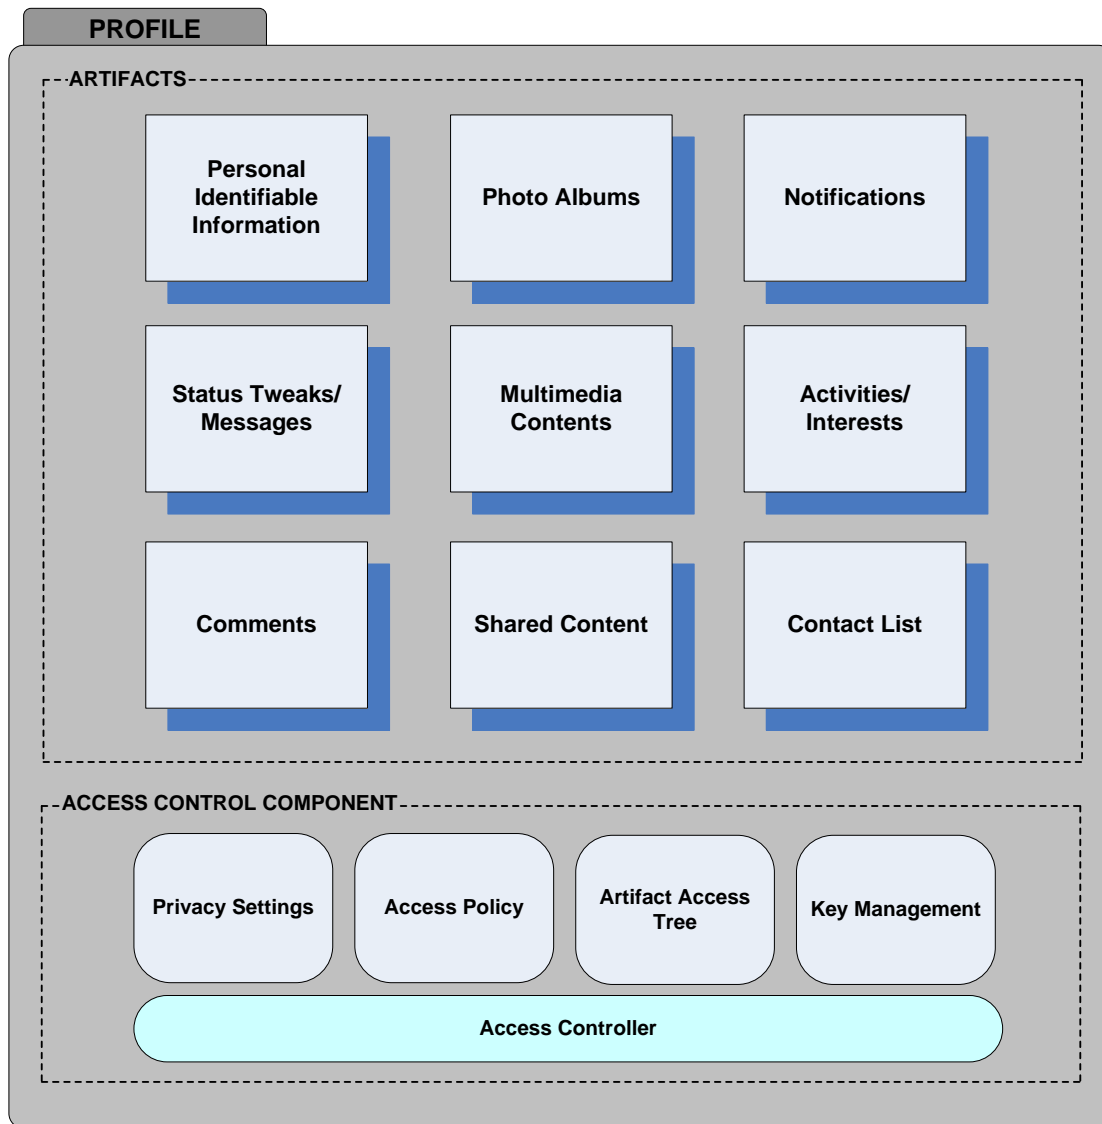 PROFILE
ARTIFACTS
Personal
Identifiable
Information
Photo Albums
Notifications
Status Tweaks/
Messages
Multimedia
Contents
Activities/
Interests
Comments
Shared Content
Contact List
ACCESS CONTROL COMPONENT
Privacy Settings
Access Policy
Artifact Access
Tree
Key Management
Access Controller